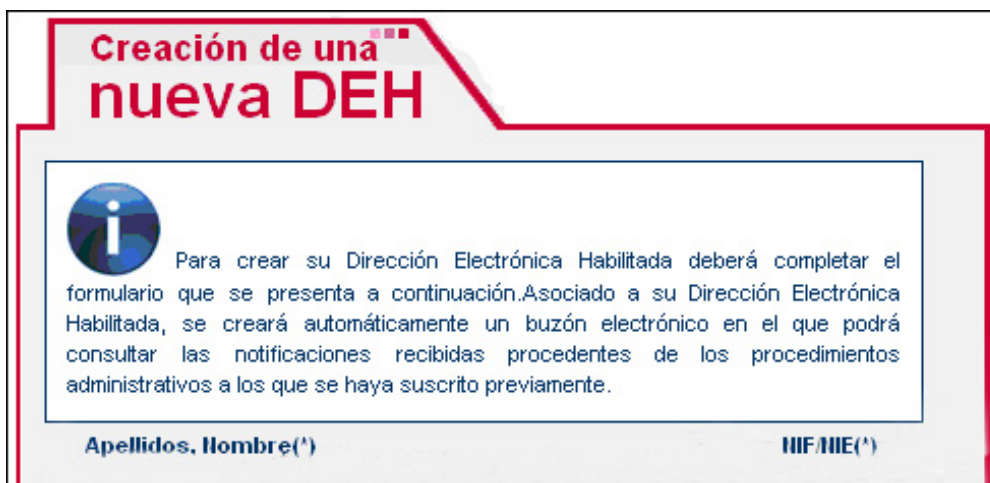 Creación de una
nueva DEH
Para crear su Dirección Electrónica Habilitada deberá completar el
formulario que se presenta a continuación.Asociado a su Dirección Electrónica
Habilitada, se creará automáticamente un buzón electrónico en el que podrá
consultar las notificaciones recibidas procedentes de los procedimientos
administrativos a los que se haya suscrito previamente.
Apellidos, Nombre(*) NIF/NIE(*)